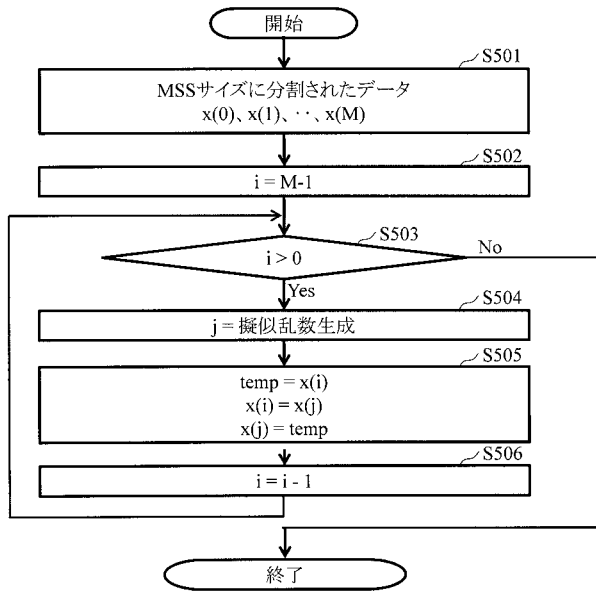 開始
S501
MSSサイズに分割されたデータ
x(0)、x(1)、‥、x(M)
S502
i = M-1
S503
i > 0
No
Yes
S504
j = 擬似乱数生成
S505
temp = x(i)
x(i) = x(j)
x(j) = temp
S506
i = i - 1
終了